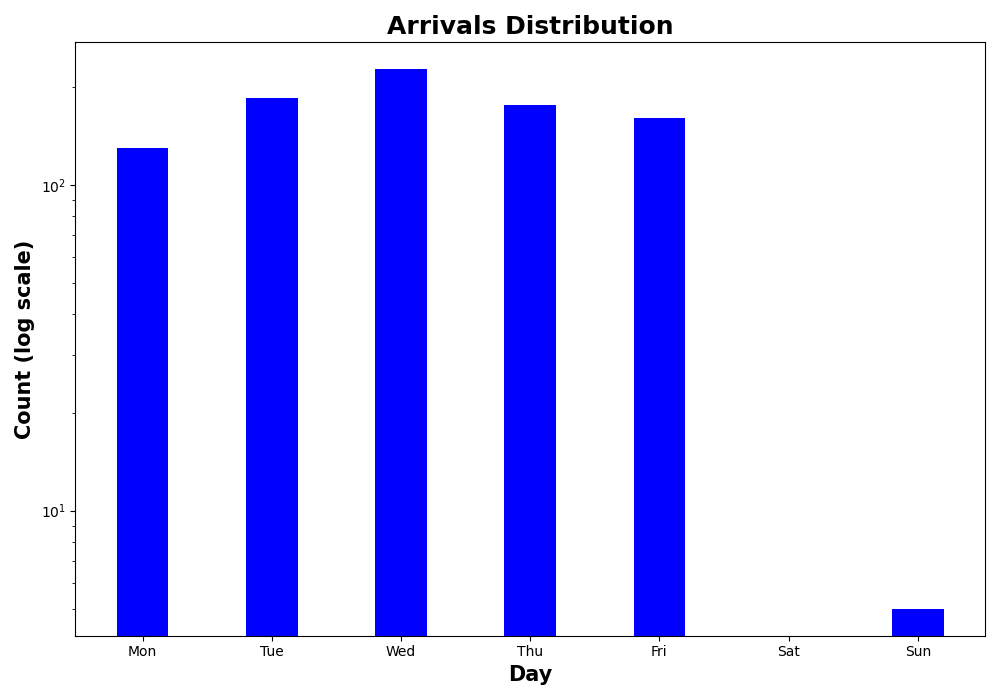 Arrivals Distribution
Count (log scale)
10²
10¹
Mon Tue Wed Thu Fri Sat Sun
Day